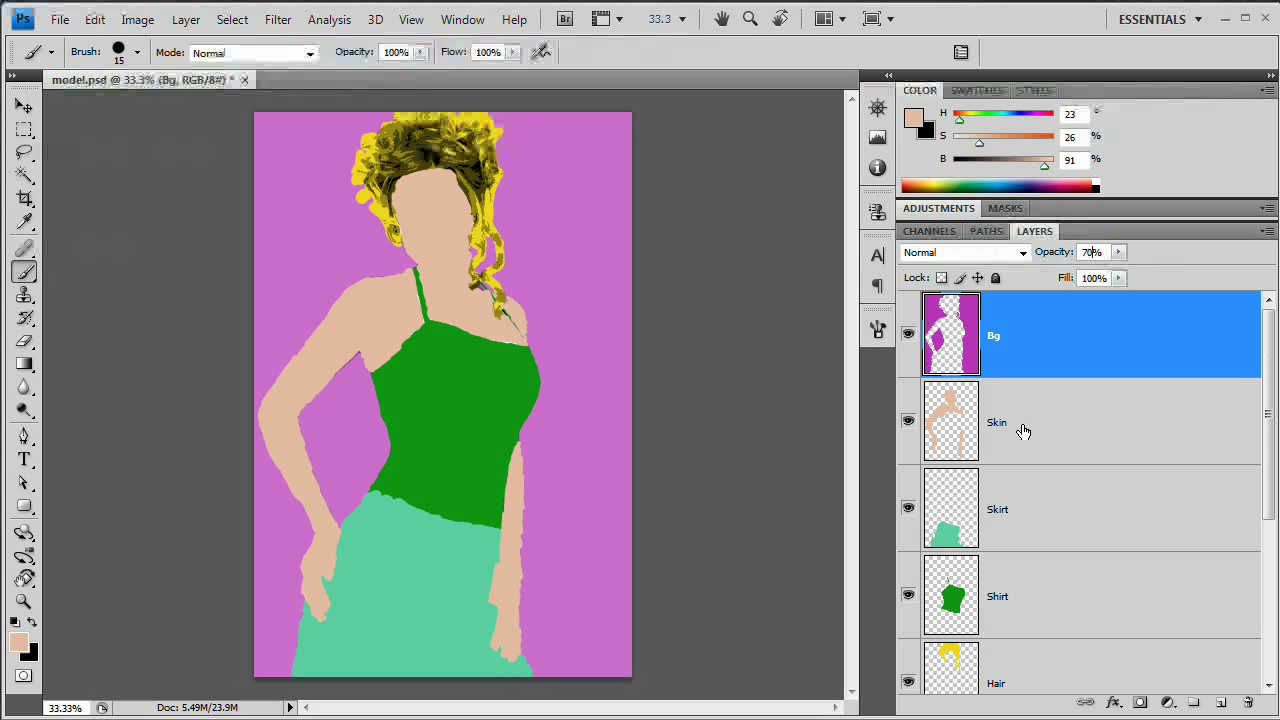 Ps File Edit Image Layer Select Filter Analysis 3D View Window Help Br 33.3 ESSENTIALS
Brush: 15 Mode: Normal Opacity: 100% Flow: 100%
model.psd @ 33.3% (Bg, RGB/8#) *
COLOR SWATCHES STYLES
H 23 °
S 26 %
B 91 %
ADJUSTMENTS MASKS
CHANNELS PATHS LAYERS
Normal Opacity: 70%
Lock: Fill: 100%
Bg
Skin
Skirt
Shirt
Hair
33.33% Doc: 5.49M/23.9M